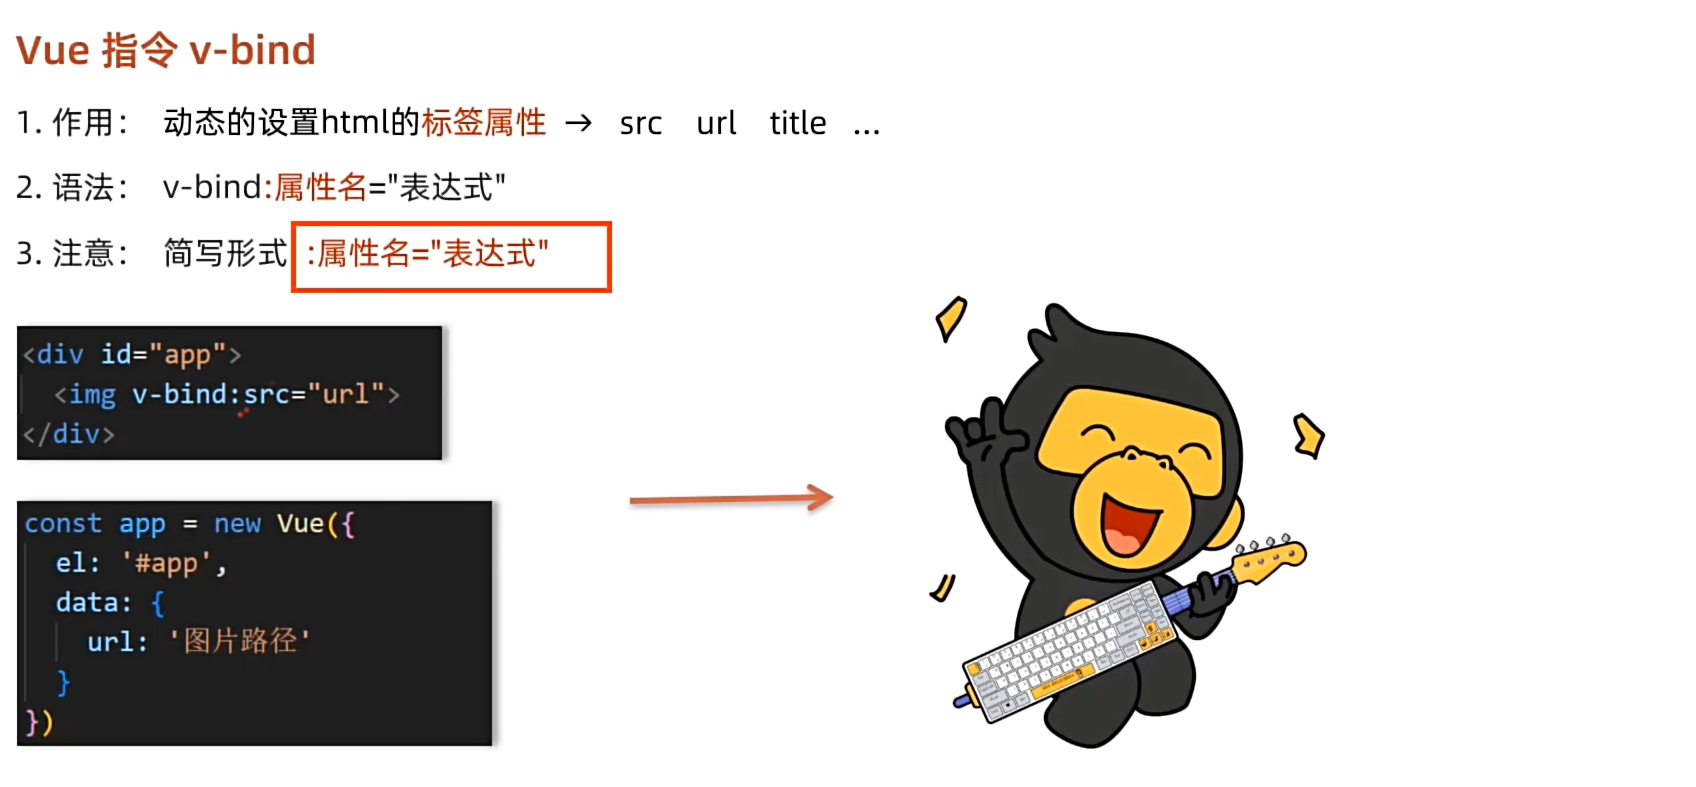 Vue 指令 v-bind
1. 作用： 动态的设置html的标签属性 → src url title ...
2. 语法： v-bind:属性名="表达式"
3. 注意： 简写形式 :属性名="表达式"
<div id="app">
<img v-bind:src="url">
</div>
const app = new Vue({
el: '#app',
data: {
url: '图片路径'
}
})